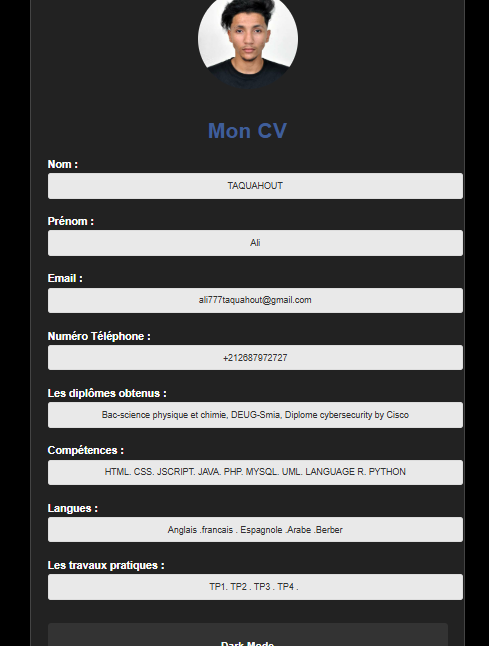 Mon CV
Nom :
TAQUAHOUT
Prénom :
Ali
Email :
ali777taquahout@gmail.com
Numéro Téléphone :
+212687972727
Les diplômes obtenus :
Bac-science physique et chimie, DEUG-Smia, Diplome cybersecurity by Cisco
Compétences :
HTML. CSS. JSCRIPT. JAVA. PHP. MYSQL. UML. LANGUAGE R. PYTHON
Langues :
Anglais .francais . Espagnole .Arabe .Berber
Les travaux pratiques :
TP1. TP2 . TP3 . TP4 .
Dark Mode